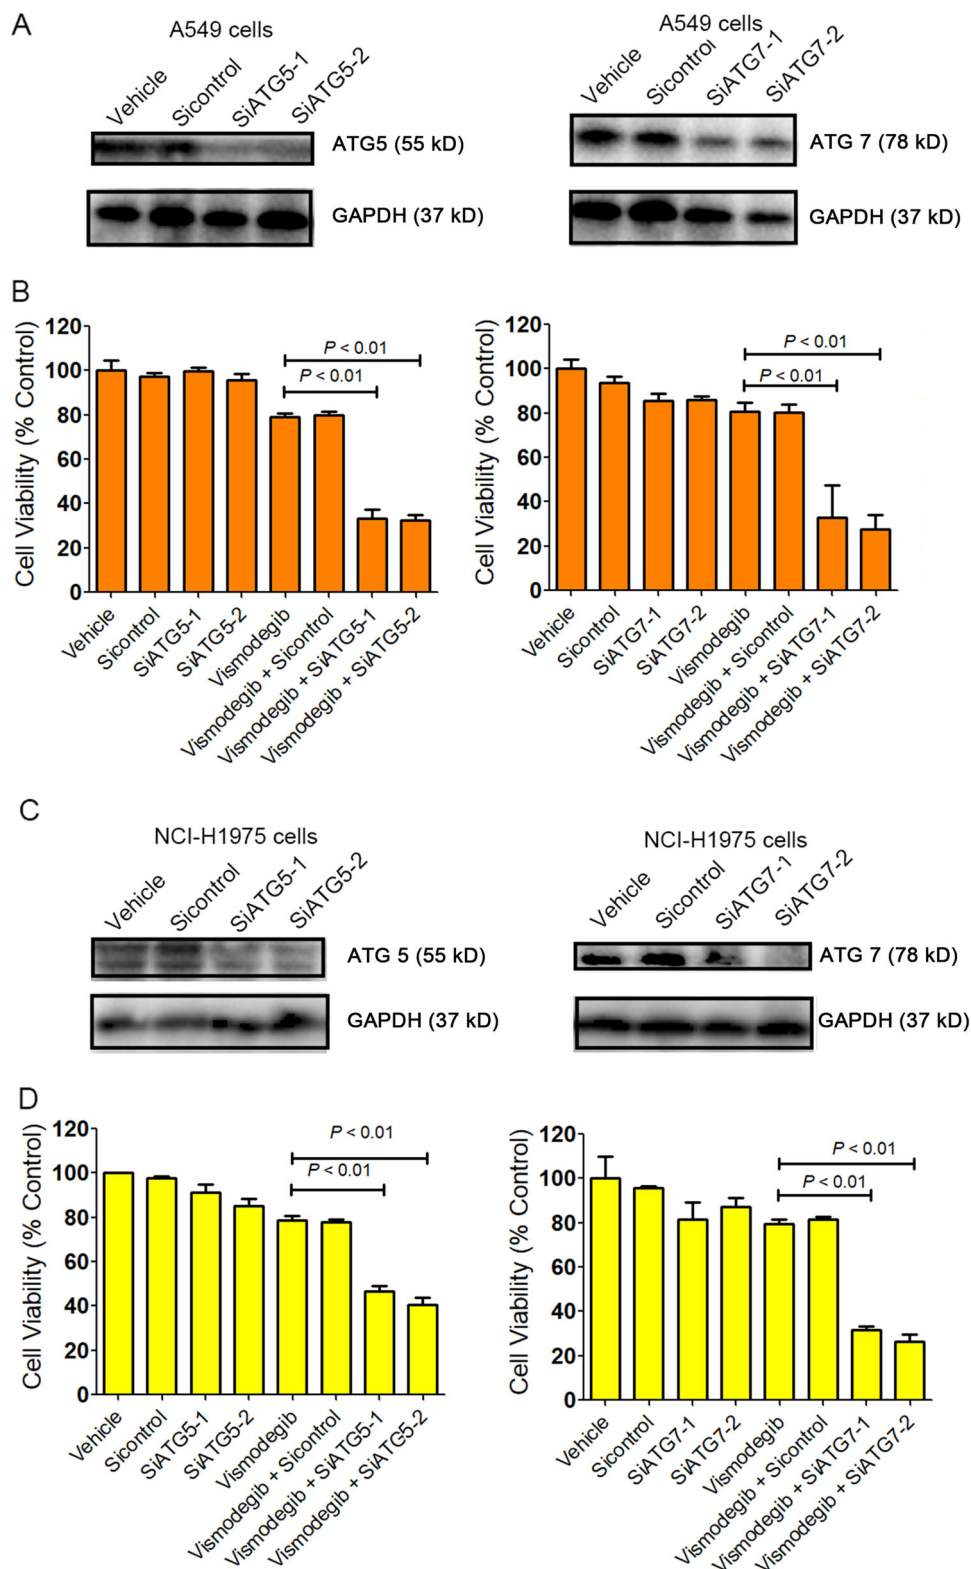 A
A549 cells
Vehicle
Sicontrol
SiATG5-1
SiATG5-2
ATG5 (55 kD)
GAPDH (37 kD)
A549 cells
Vehicle
Sicontrol
SiATG7-1
SiATG7-2
ATG 7 (78 kD)
GAPDH (37 kD)
B
Cell Viability (% Control)
120
100
80
60
40
20
0
P < 0.01
P < 0.01
Vehicle
Sicontrol
SiATG5-1
SiATG5-2
Vismodegib
Vismodegib + Sicontrol
Vismodegib + SiATG5-1
Vismodegib + SiATG5-2
Cell Viability (% Control)
120
100
80
60
40
20
0
P < 0.01
P < 0.01
Vehicle
Sicontrol
SiATG7-1
SiATG7-2
Vismodegib
Vismodegib + Sicontrol
Vismodegib + SiATG7-1
Vismodegib + SiATG7-2
C
NCI-H1975 cells
Vehicle
Sicontrol
SiATG5-1
SiATG5-2
ATG 5 (55 kD)
GAPDH (37 kD)
NCI-H1975 cells
Vehicle
Sicontrol
SiATG7-1
SiATG7-2
ATG 7 (78 kD)
GAPDH (37 kD)
D
Cell Viability (% Control)
120
100
80
60
40
20
0
P < 0.01
P < 0.01
Vehicle
Sicontrol
SiATG5-1
SiATG5-2
Vismodegib
Vismodegib + Sicontrol
Vismodegib + SiATG5-1
Vismodegib + SiATG5-2
Cell Viability (% Control)
120
100
80
60
40
20
0
P < 0.01
P < 0.01
Vehicle
Sicontrol
SiATG7-1
SiATG7-2
Vismodegib
Vismodegib + Sicontrol
Vismodegib + SiATG7-1
Vismodegib + SiATG7-2